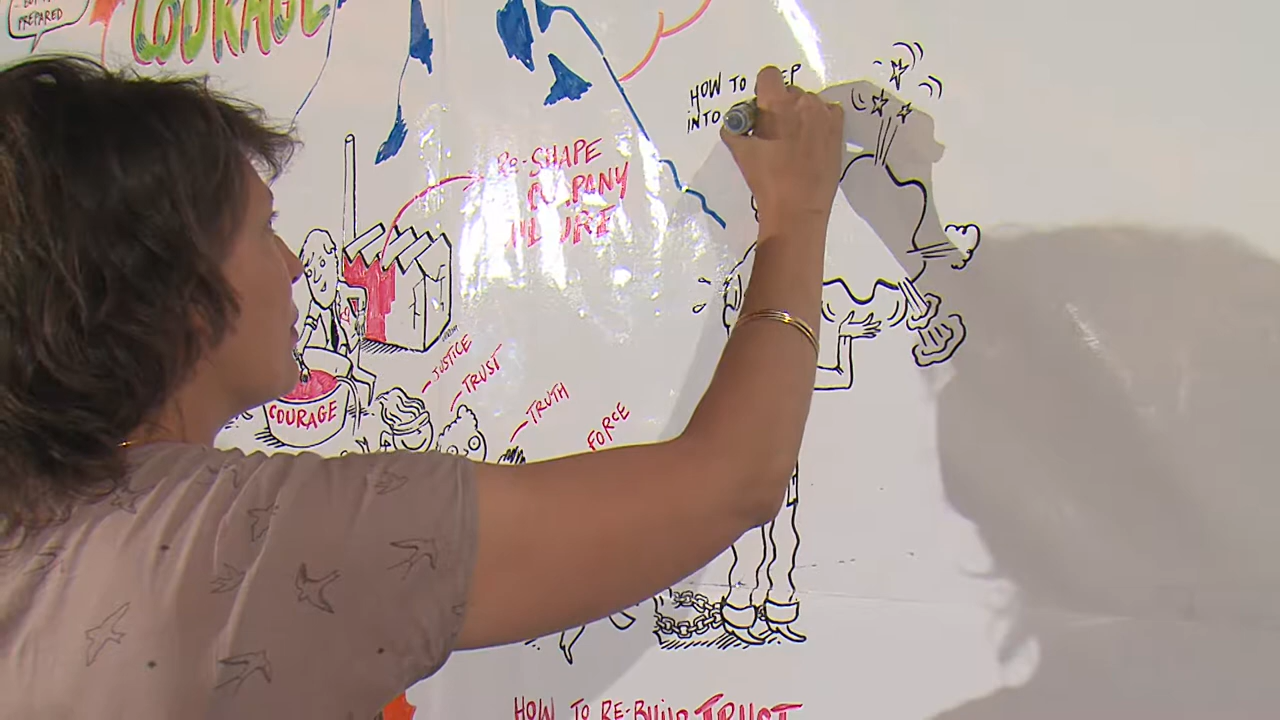 PREPARED
COURAGE
HOW TO
INTO
RE-SHAPE
JUSTICE
TRUST
TRUTH
FORCE
COURAGE
HOW TO RE-BUILD TRUST